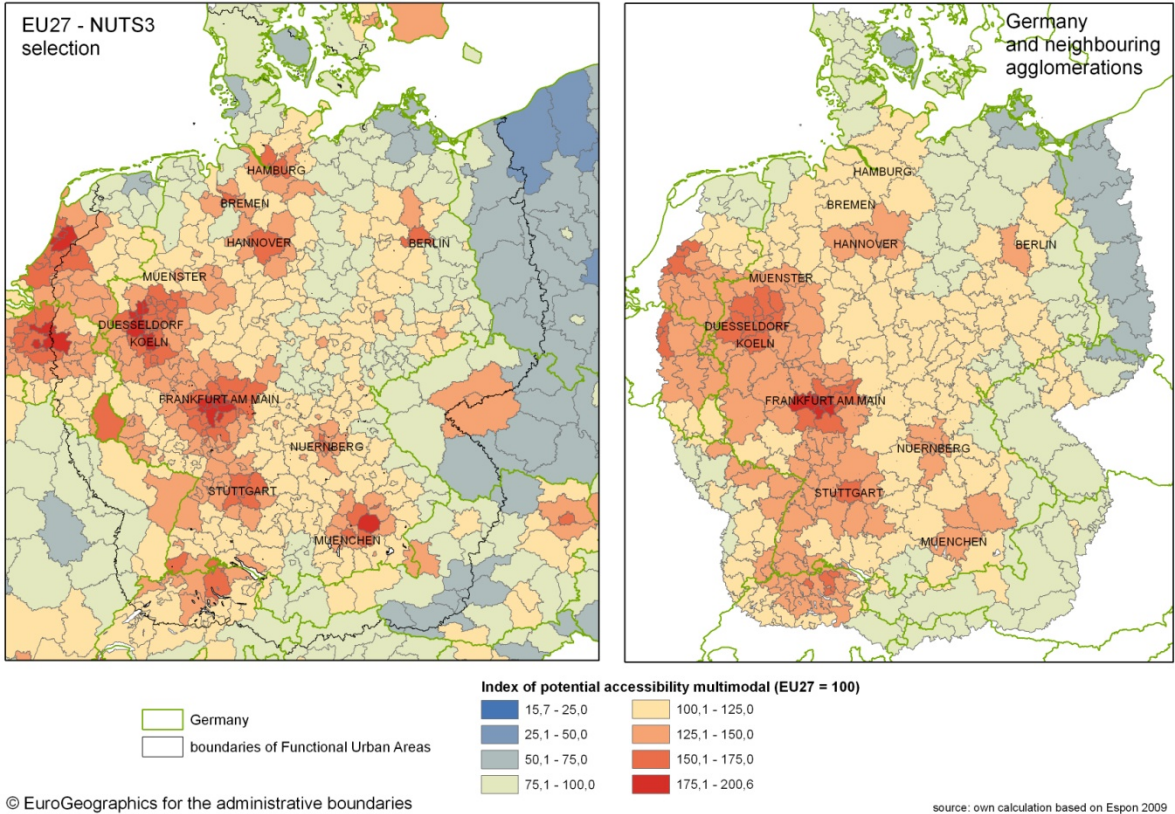 EU27 - NUTS3
selection
HAMBURG
BREMEN
HANNOVER
BERLIN
MUENSTER
DUESSELDORF
KOELN
FRANKFURT AM MAIN
NUERNBERG
STUTTGART
MUENCHEN
Germany
and neighbouring
agglomerations
HAMBURG
BREMEN
HANNOVER
BERLIN
MUENSTER
DUESSELDORF
KOELN
FRANKFURT AM MAIN
NUERNBERG
STUTTGART
MUENCHEN
Germany
boundaries of Functional Urban Areas
Index of potential accessibility multimodal (EU27 = 100)
15,7 - 25,0
25,1 - 50,0
50,1 - 75,0
75,1 - 100,0
100,1 - 125,0
125,1 - 150,0
150,1 - 175,0
175,1 - 200,6
© EuroGeographics for the administrative boundaries
source: own calculation based on Espon 2009